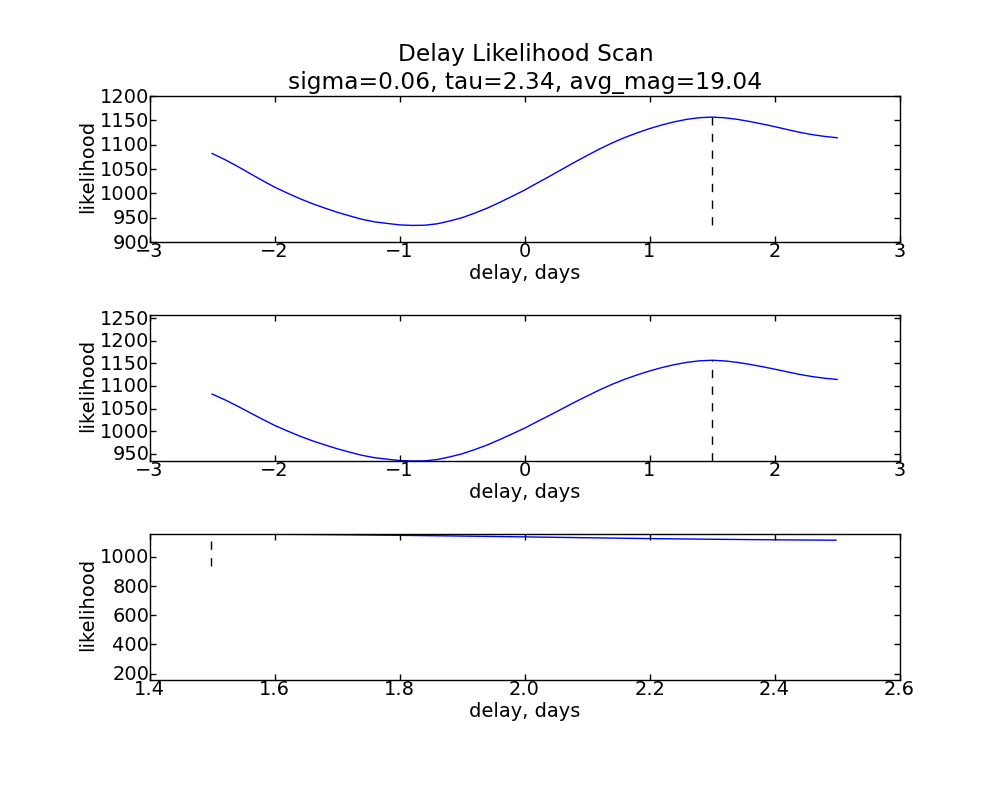 Delay Likelihood Scan
sigma=0.06, tau=2.34, avg_mag=19.04
1200
1150
1100
1050
1000
950
900
likelihood
−3 −2 −1 0 1 2 3
delay, days
1250
1200
1150
1100
1050
1000
950
likelihood
−3 −2 −1 0 1 2 3
delay, days
1000
800
600
400
200
likelihood
1.4 1.6 1.8 2.0 2.2 2.4 2.6
delay, days